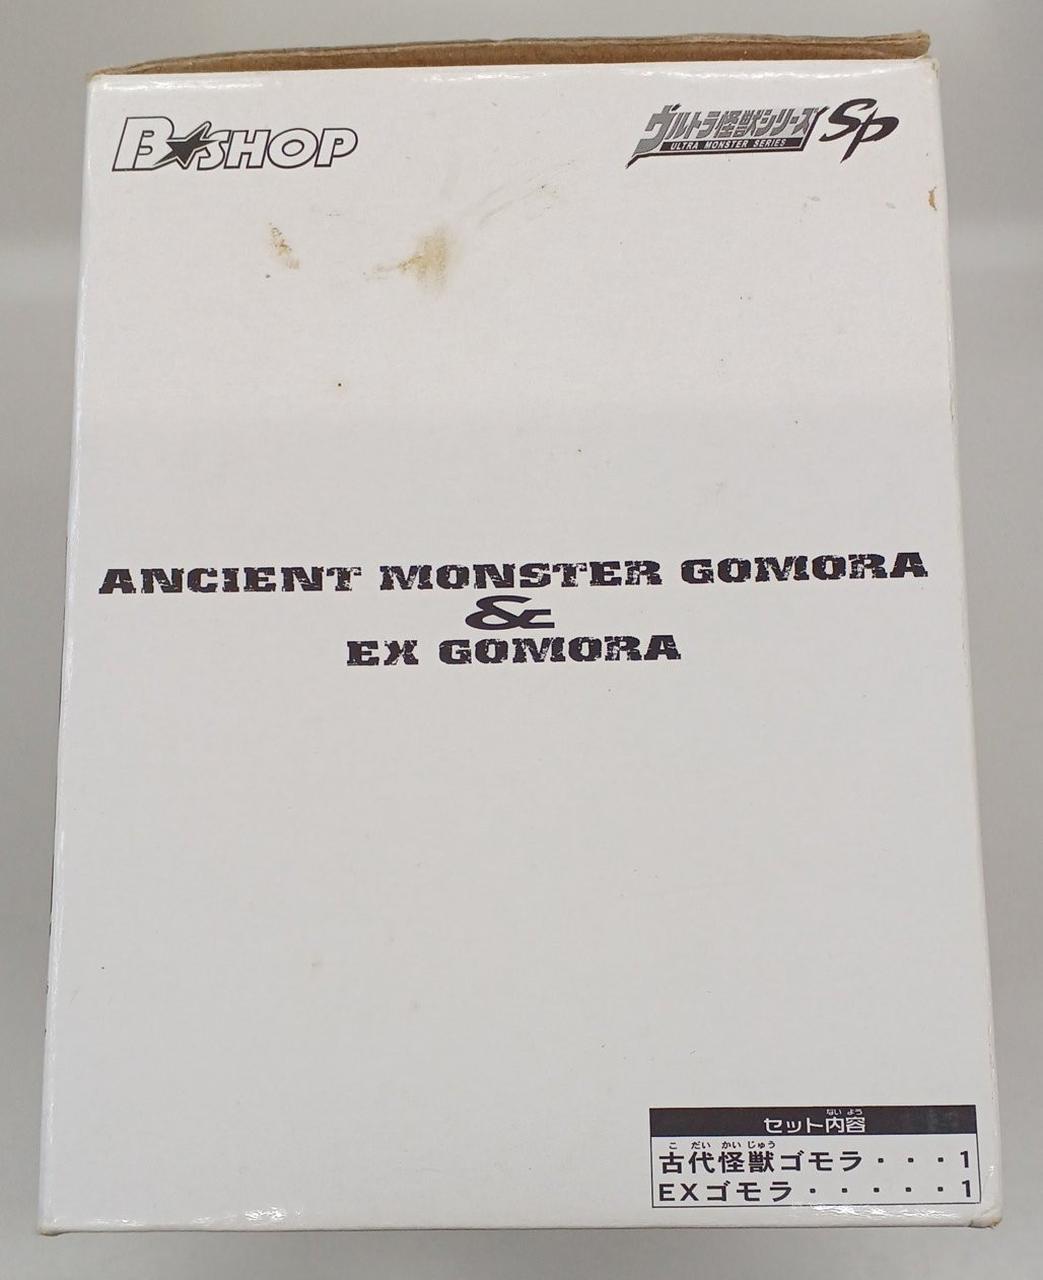 B★SHOP
ウルトラ怪獣シリーズ Sp
ULTRA MONSTER SERIES
ANCIENT MONSTER GOMORA
&
EX GOMORA
ない よう
セット内容
こ だい かい じゅう
古代怪獣ゴモラ・・・1
EXゴモラ・・・・・1